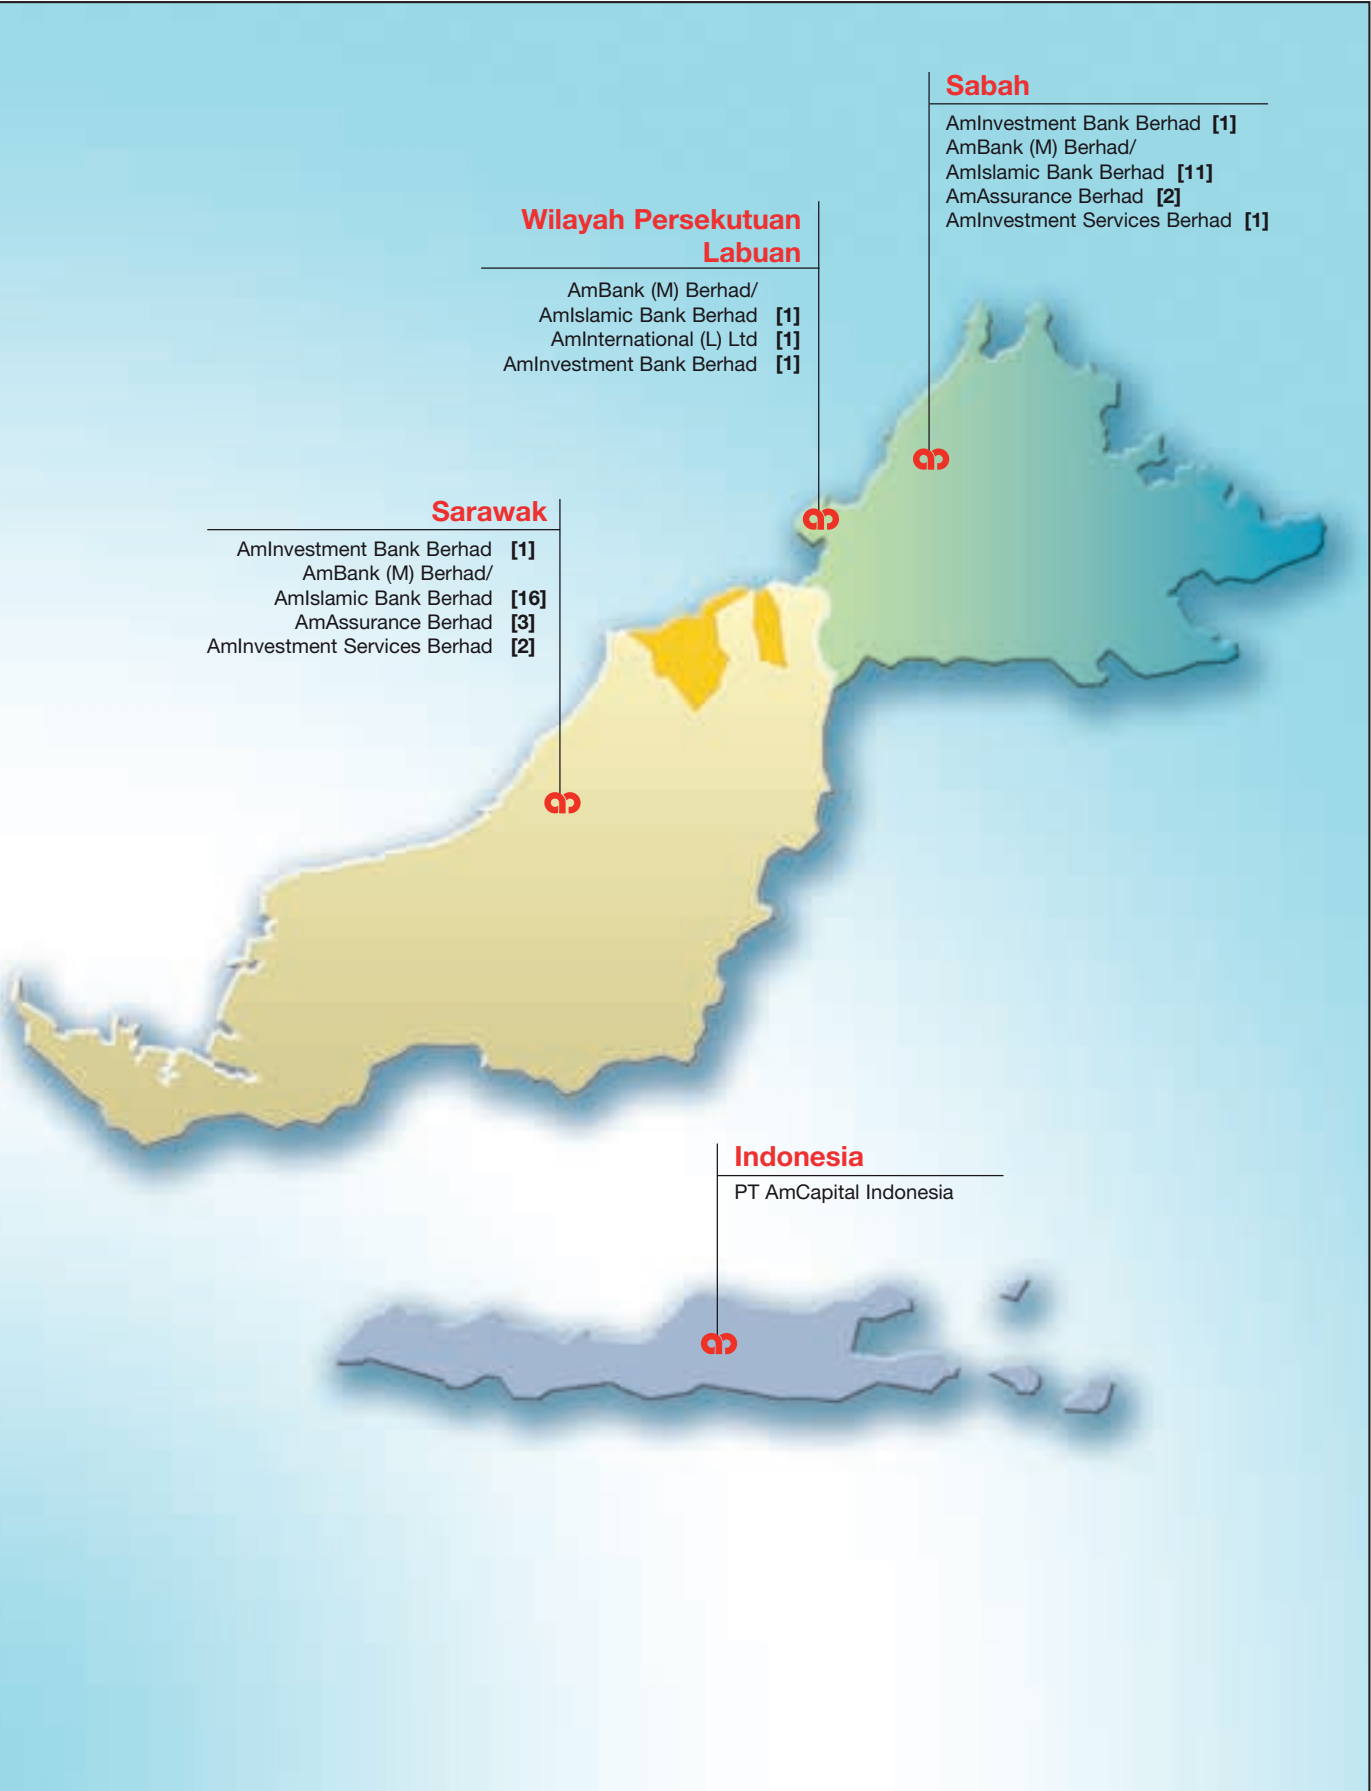 Sabah
AmInvestment Bank Berhad [1]
AmBank (M) Berhad/
AmIslamic Bank Berhad [11]
AmAssurance Berhad [2]
AmInvestment Services Berhad [1]
Wilayah Persekutuan
Labuan
AmBank (M) Berhad/
AmIslamic Bank Berhad [1]
AmInternational (L) Ltd [1]
AmInvestment Bank Berhad [1]
Sarawak
AmInvestment Bank Berhad [1]
AmBank (M) Berhad/
AmIslamic Bank Berhad [16]
AmAssurance Berhad [3]
AmInvestment Services Berhad [2]
Indonesia
PT AmCapital Indonesia